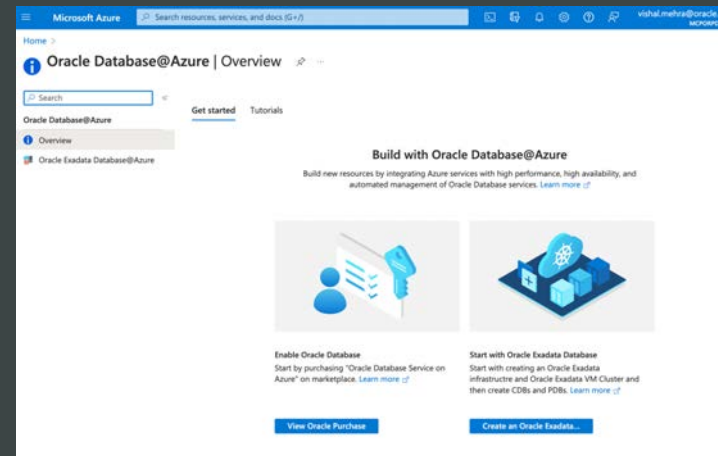 Microsoft Azure
Search resources, services, and docs (G+/)
vishal.mehra@oracle.
Home >
Oracle Database@Azure | Overview
Search
Oracle Database@Azure
Overview
Oracle Exadata Database@Azure
Get started Tutorials
Build with Oracle Database@Azure
Build new resources by integrating Azure services with high performance, high availability, and
automated management of Oracle Database services. Learn more
Enable Oracle Database
Start by purchasing "Oracle Database Service on
Azure" on marketplace. Learn more
View Oracle Purchase
Start with Oracle Exadata Database
Start with creating an Oracle Exadata
infrastructre and Oracle Exadata VM Cluster and
then create CDBs and PDBs. Learn more
Create an Oracle Exadata...